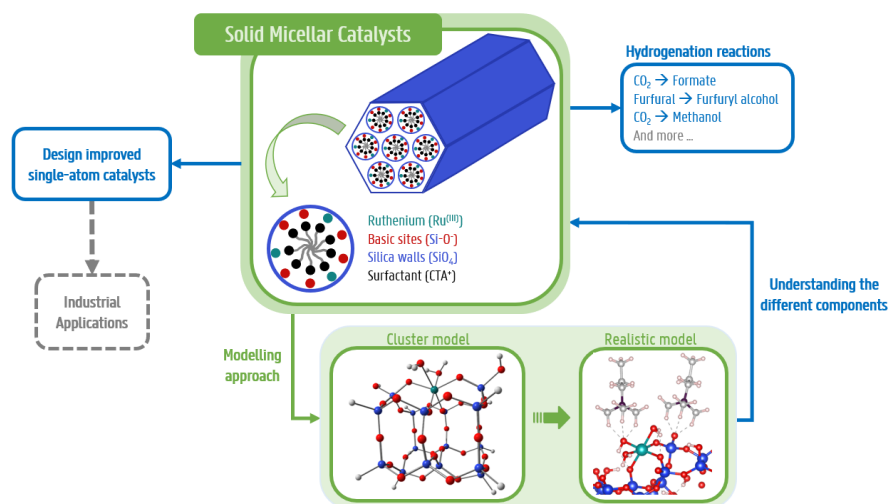 Solid Micellar Catalysts
Hydrogenation reactions
CO₂ → Formate
Furfural → Furfuryl alcohol
CO₂ → Methanol
And more ...
Design improved
single-atom catalysts
Ruthenium (Ru⁽ᴵᴵᴵ⁾)
Basic sites (Si-O⁻)
Silica walls (SiO₄)
Surfactant (CTA⁺)
Industrial
Applications
Understanding the
different components
Modelling
approach
Cluster model
Realistic model